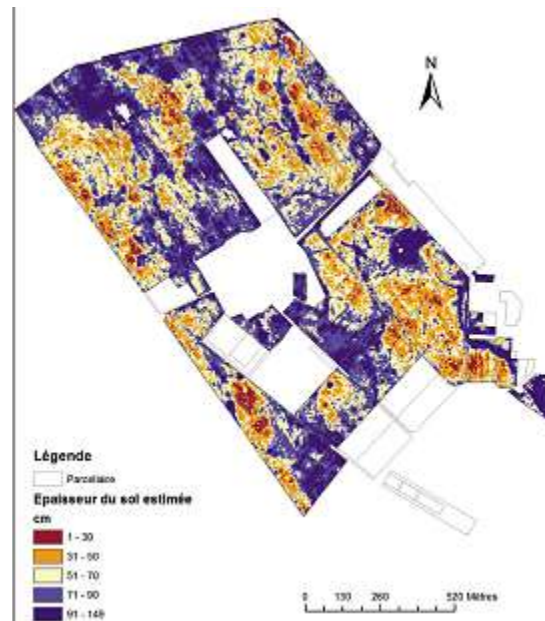 N
Légende
Parcellaire
Epaisseur du sol estimée
cm
1 - 30
31 - 50
51 - 70
71 - 90
91 - 149
0 130 260 520 Mètres